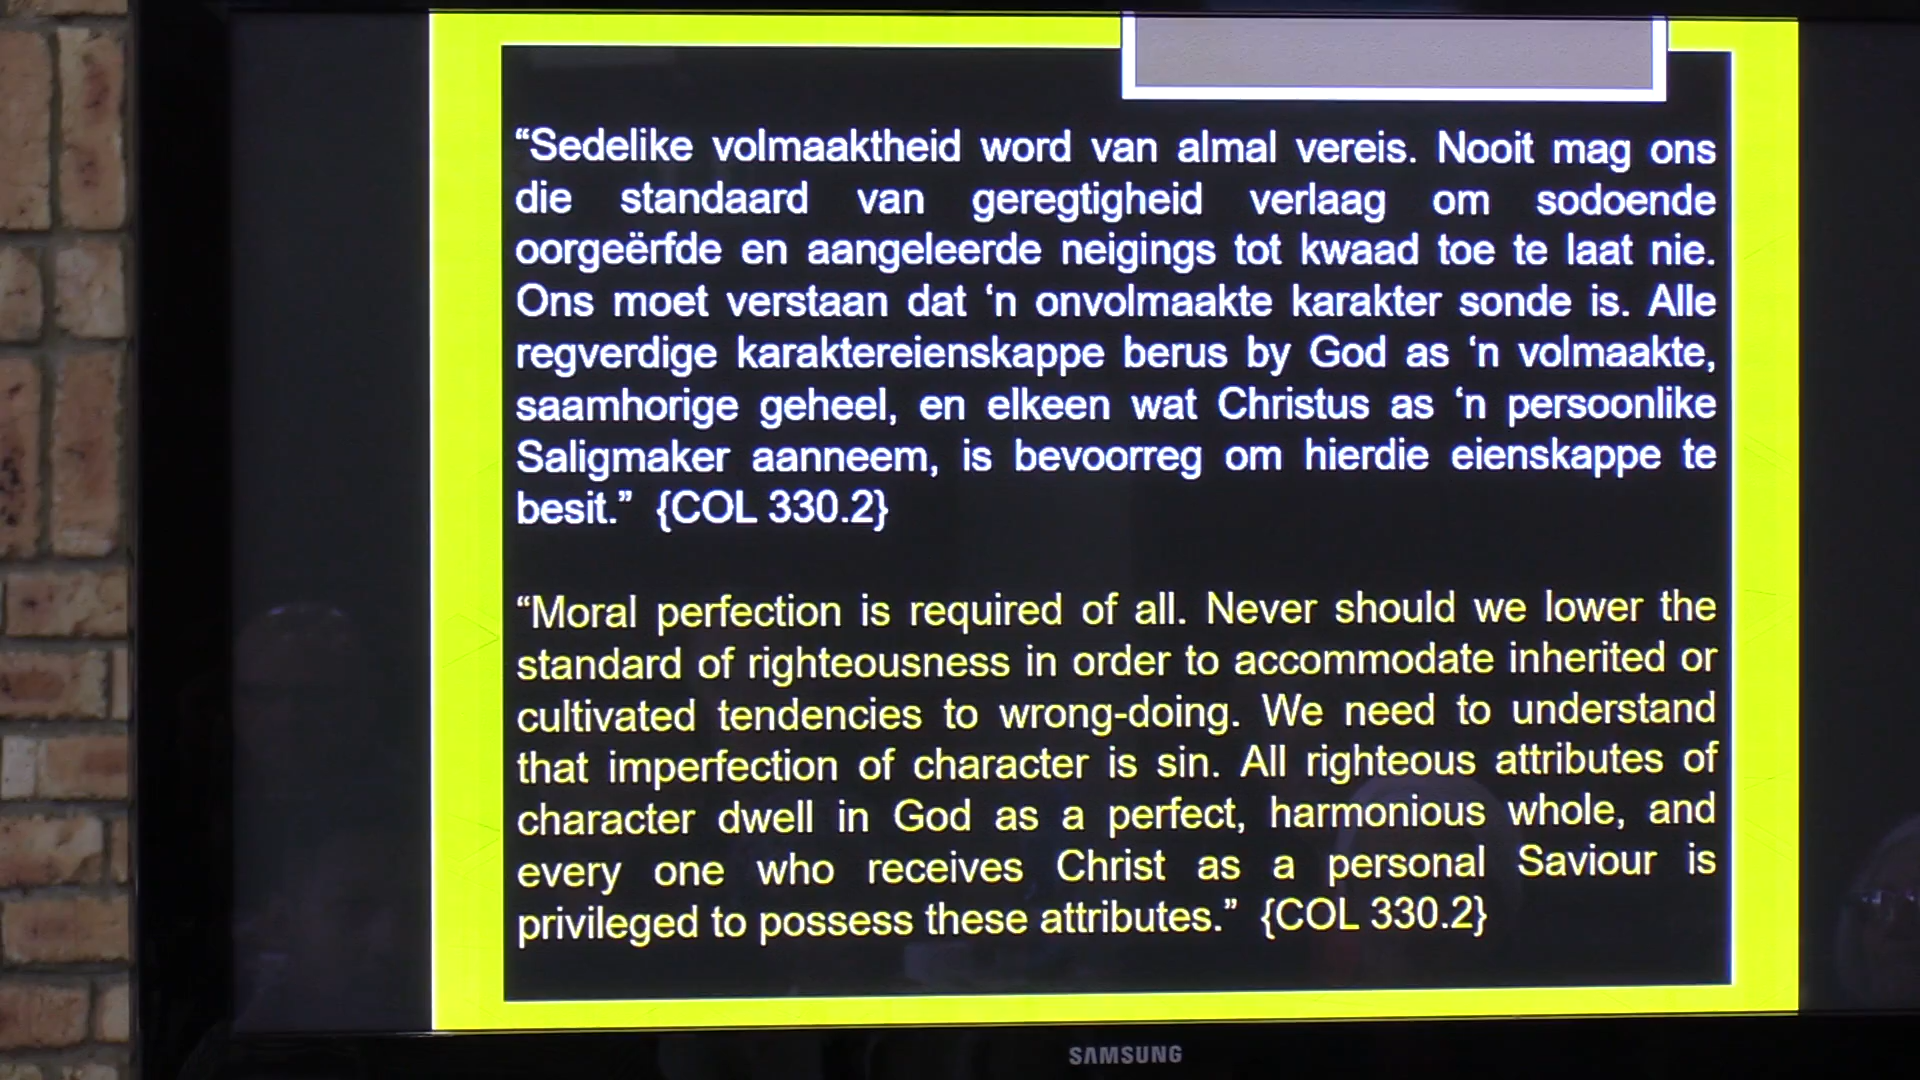 “Sedelike volmaaktheid word van almal vereis. Nooit mag ons
die standaard van geregtigheid verlaag om sodoende
oorgeërfde en aangeleerde neigings tot kwaad toe te laat nie.
Ons moet verstaan dat ‘n onvolmaakte karakter sonde is. Alle
regverdige karaktereienskappe berus by God as ‘n volmaakte,
saamhorige geheel, en elkeen wat Christus as ‘n persoonlike
Saligmaker aanneem, is bevoorreg om hierdie eienskappe te
besit.” {COL 330.2}
“Moral perfection is required of all. Never should we lower the
standard of righteousness in order to accommodate inherited or
cultivated tendencies to wrong-doing. We need to understand
that imperfection of character is sin. All righteous attributes of
character dwell in God as a perfect, harmonious whole, and
every one who receives Christ as a personal Saviour is
privileged to possess these attributes.” {COL 330.2}
SAMSUNG